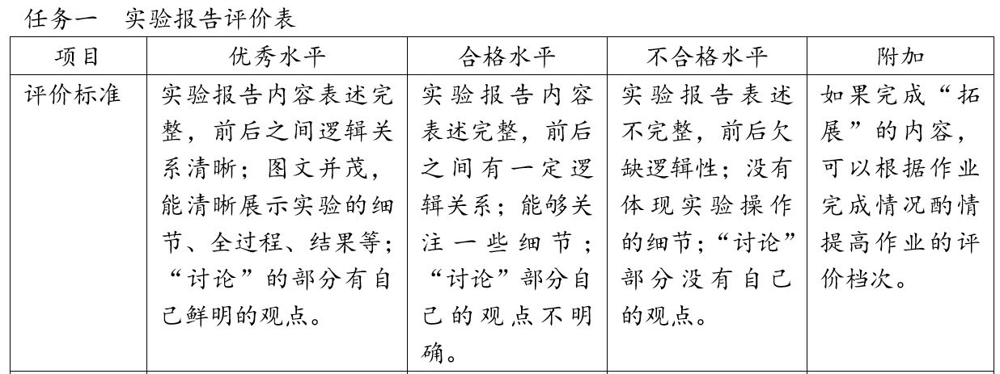 任务一 实验报告评价表
项目 优秀水平 合格水平 不合格水平 附加
评价标准
实验报告内容表述完
整，前后之间逻辑关
系清晰；图文并茂，
能清晰展示实验的细
节、全过程、结果等；
“讨论”的部分有自
己鲜明的观点。
实验报告内容
表述完整，前后
之间有一定逻
辑关系；能够关
注一些细节；
“讨论”部分自
己的观点不明
确。
实验报告表述
不完整，前后欠
缺逻辑性；没有
体现实验操作
的细节；“讨论”
部分没有自己
的观点。
如果完成“拓
展”的内容，
可以根据作业
完成情况酌情
提高作业的评
价档次。